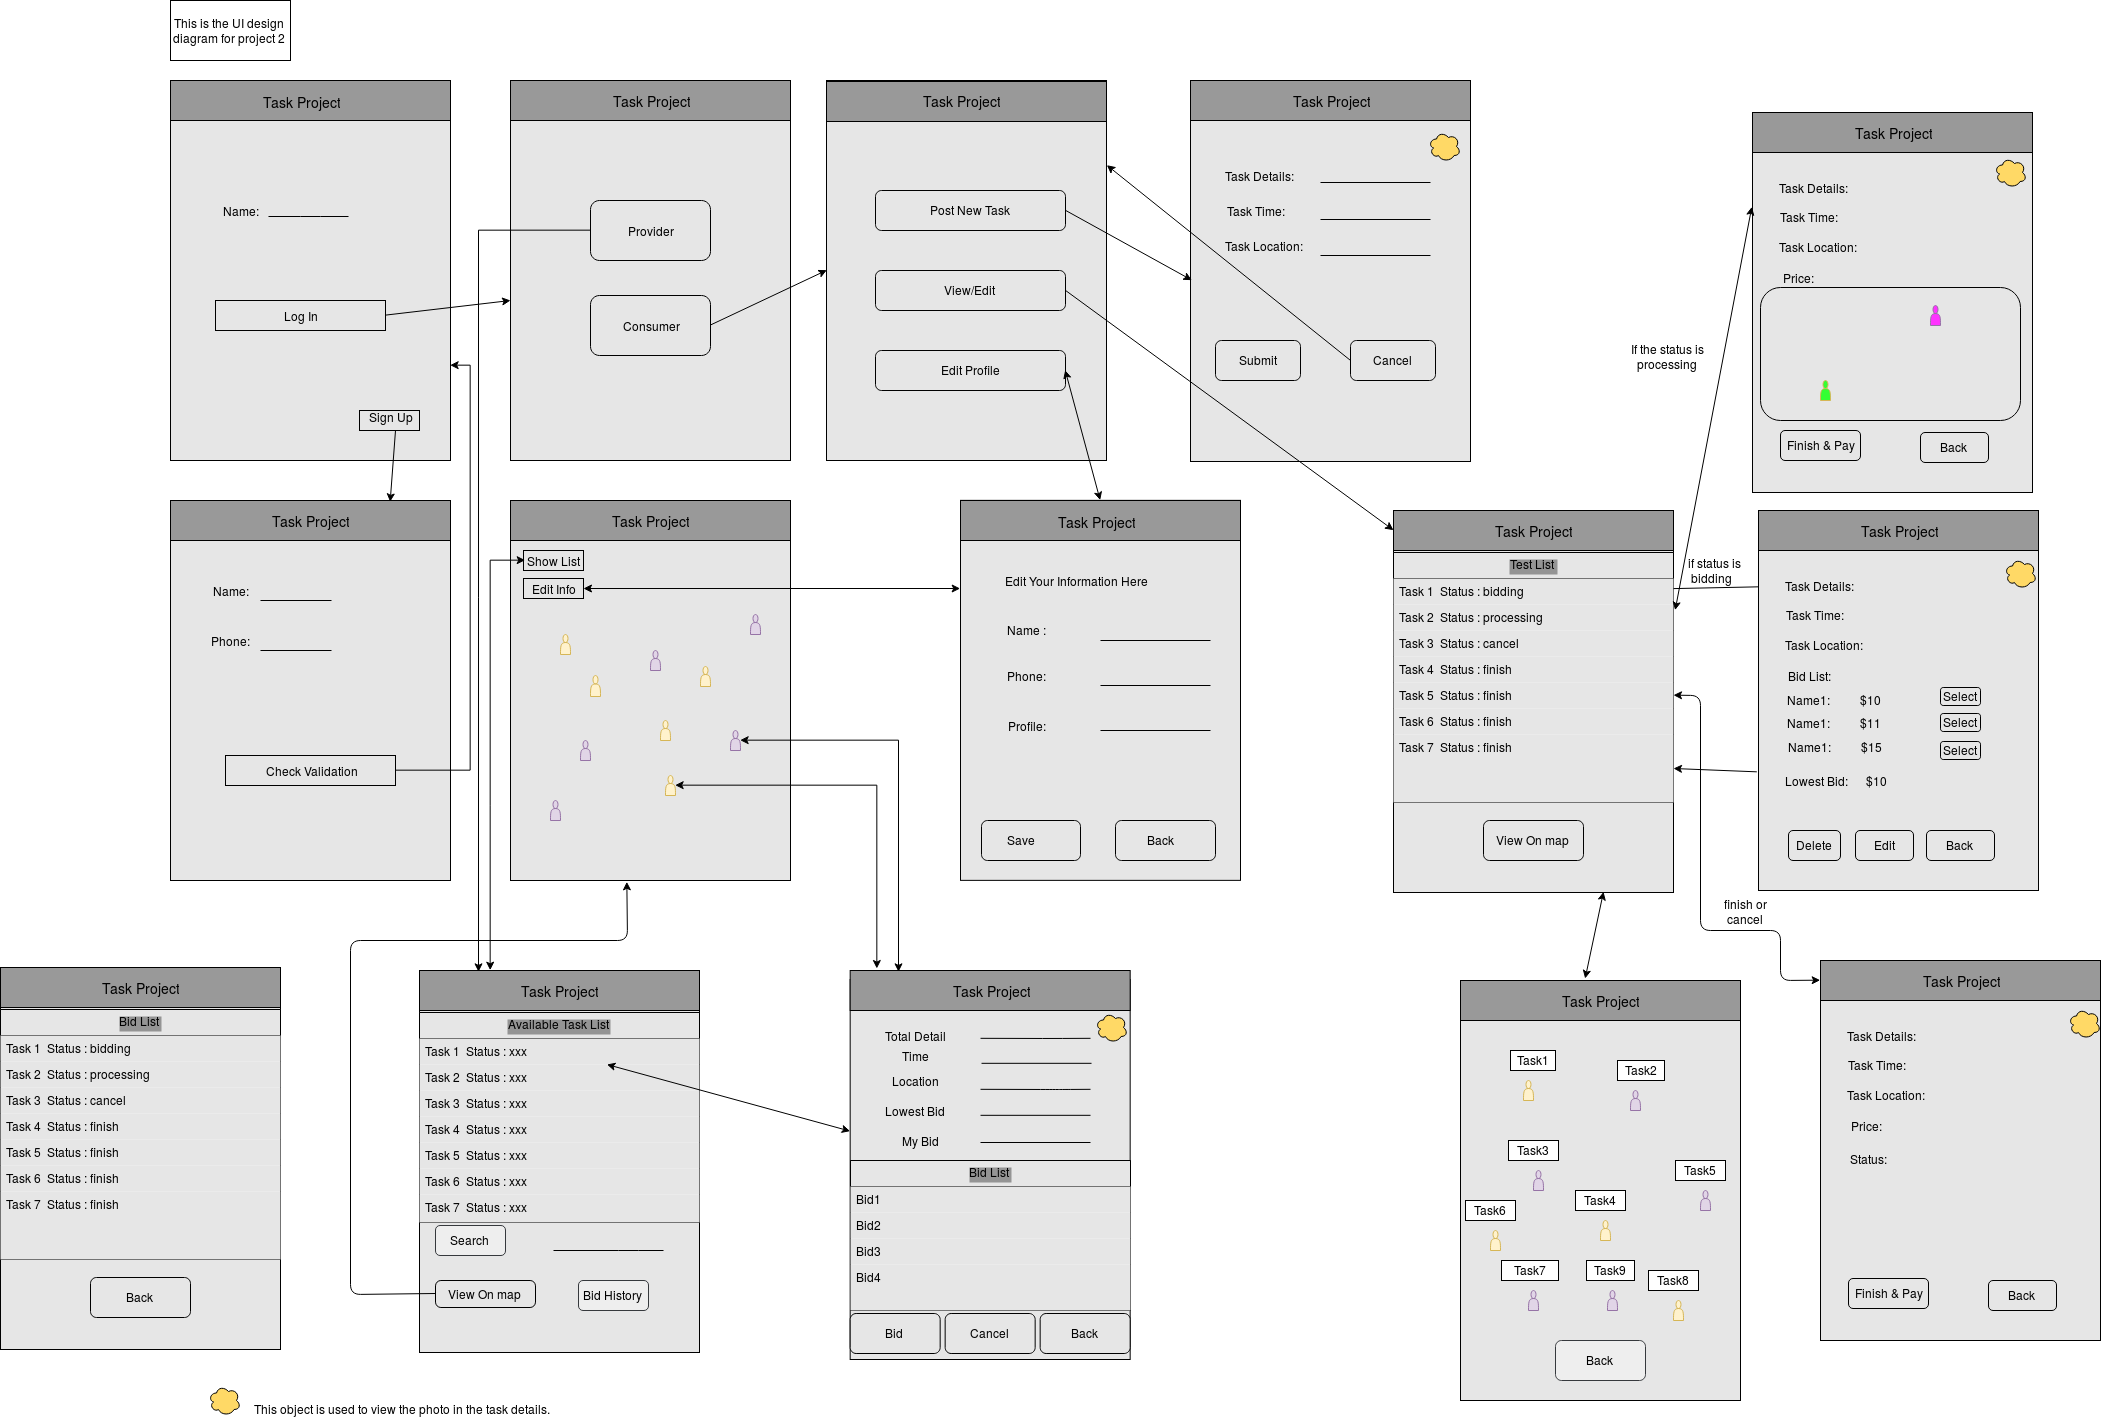 This is the UI design
diagram for project 2
Task Project
Name:
Log In
Sign Up
Task Project
Provider
Consumer
Task Project
Post New Task
View/Edit
Edit Profile
Task Project
Task Details:
Task Time:
Task Location:
Submit
Cancel
If the status is
processing
Task Project
Task Details:
Task Time:
Task Location:
Price:
Finish & Pay
Back
Task Project
Name:
Phone:
Check Validation
Task Project
Show List
Edit Info
Task Project
Edit Your Information Here
Name :
Phone:
Profile:
Save
Back
Task Project
Test List
Task 1 Status : bidding
Task 2 Status : processing
Task 3 Status : cancel
Task 4 Status : finish
Task 5 Status : finish
Task 6 Status : finish
Task 7 Status : finish
View On map
if status is
bidding
Task Project
Task Details:
Task Time:
Task Location:
Bid List:
Name1: $10 Select
Name1: $11 Select
Name1: $15 Select
Lowest Bid: $10
Delete
Edit
Back
finish or
cancel
Task Project
Bid List
Task 1 Status : bidding
Task 2 Status : processing
Task 3 Status : cancel
Task 4 Status : finish
Task 5 Status : finish
Task 6 Status : finish
Task 7 Status : finish
Back
Task Project
Available Task List
Task 1 Status : xxx
Task 2 Status : xxx
Task 3 Status : xxx
Task 4 Status : xxx
Task 5 Status : xxx
Task 6 Status : xxx
Task 7 Status : xxx
Search
View On map
Bid History
Task Project
Total Detail
Time
Location
Lowest Bid
My Bid
Bid List
Bid1
Bid2
Bid3
Bid4
Bid
Cancel
Back
Task Project
Task1
Task2
Task3
Task5
Task4
Task6
Task7
Task9
Task8
Back
Task Project
Task Details:
Task Time:
Task Location:
Price:
Status:
Finish & Pay
Back
This object is used to view the photo in the task details.